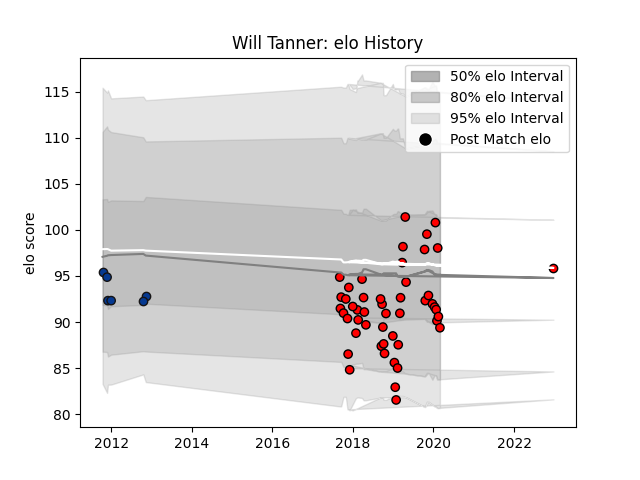 Will Tanner: elo History
50% elo Interval
80% elo Interval
95% elo Interval
Post Match elo
elo score
115
110
105
100
95
90
85
80
2012
2014
2016
2018
2020
2022